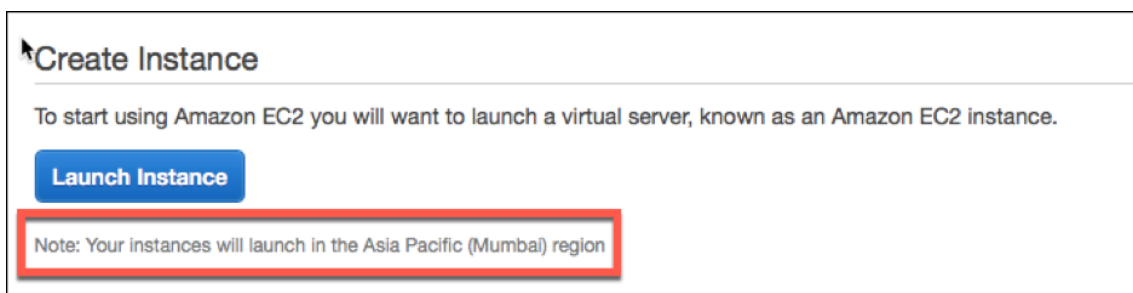 Create Instance
To start using Amazon EC2 you will want to launch a virtual server, known as an Amazon EC2 instance.
Launch Instance
Note: Your instances will launch in the Asia Pacific (Mumbai) region